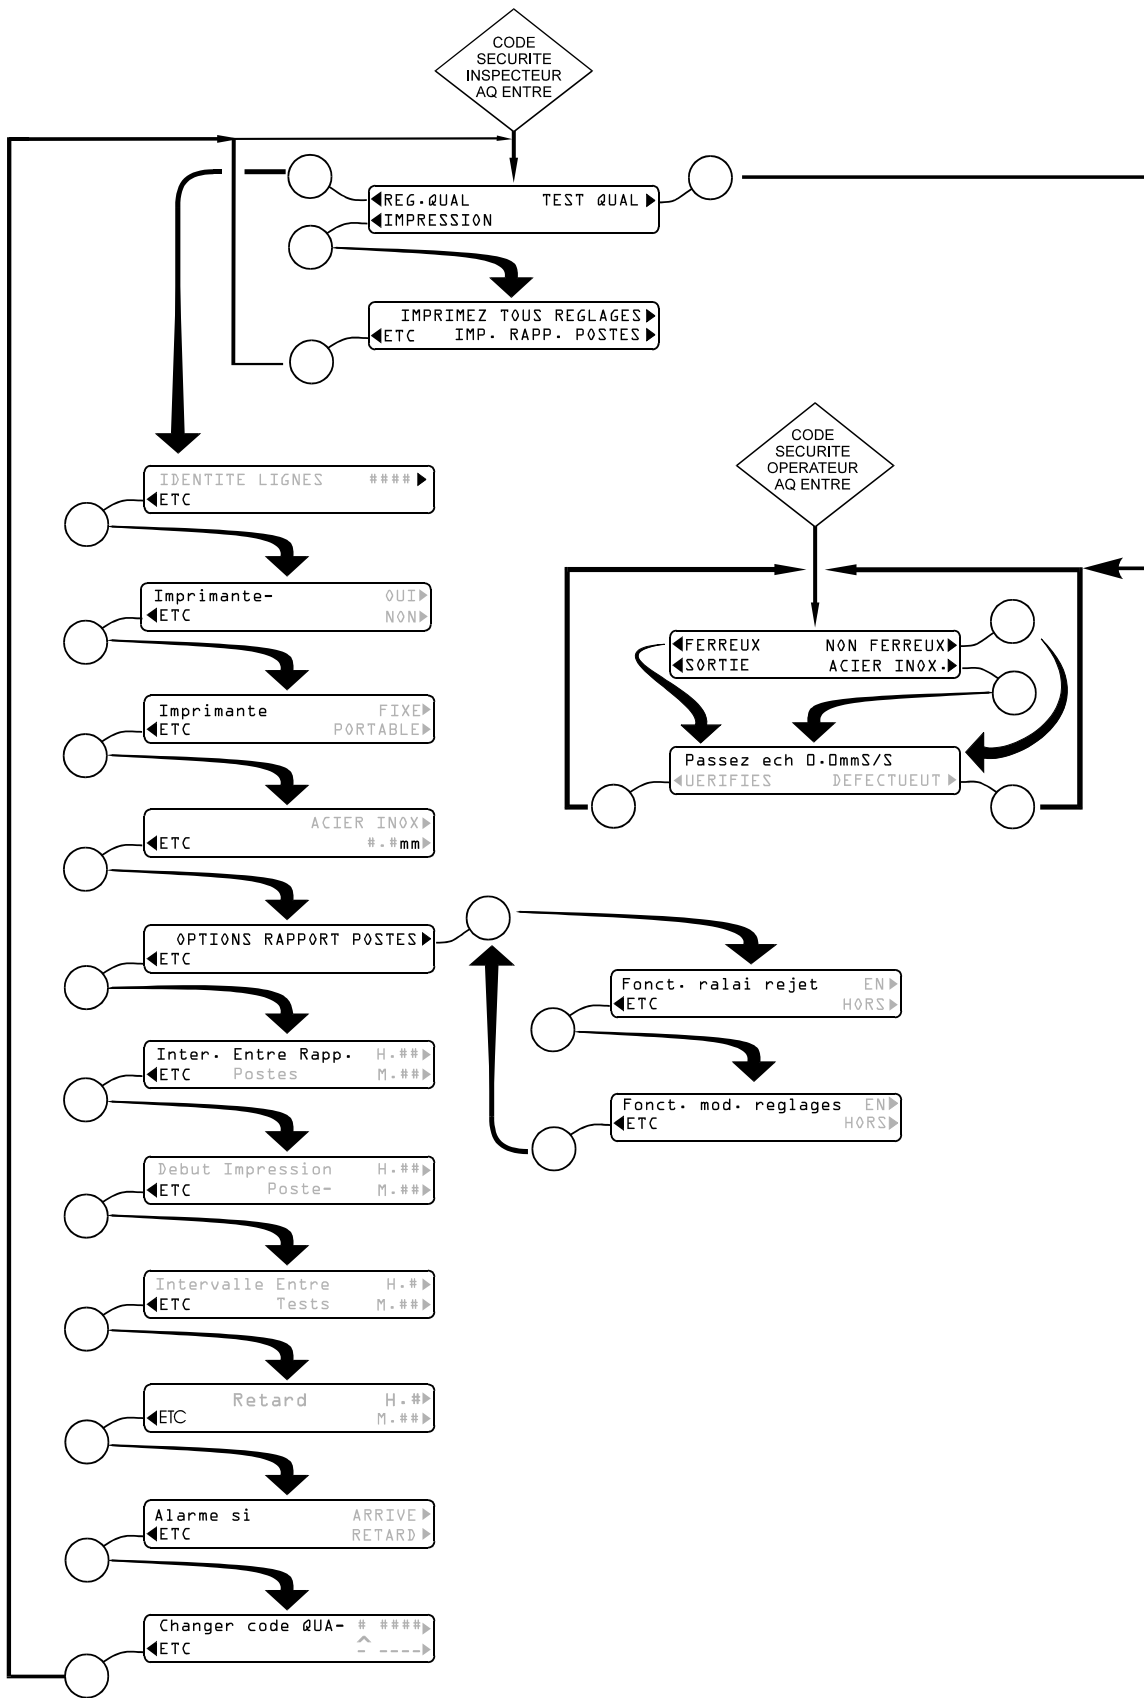 CODE
SECURITE
INSPECTEUR
AQ ENTRE
REG.QUAL TEST QUAL
IMPRESSION
IMPRIMEZ TOUS REGLAGES
ETC IMP. RAPP. POSTES
CODE
SECURITE
OPERATEUR
AQ ENTRE
IDENTITE LIGNES ####
ETC
Imprimante- OUI
ETC NON
FERREUX NON FERREUX
SORTIE ACIER INOX.
Imprimante FIXE
ETC PORTABLE
Passez ech 0.0mmS/S
UERIFIES DEFECTUEUT
ACIER INOX
ETC #.#mm
OPTIONS RAPPORT POSTES
ETC
Fonct. ralai rejet EN
ETC HORS
Inter. Entre Rapp. H.##
ETC Postes M.##
Fonct. mod. reglages EN
ETC HORS
Debut Impression H.##
ETC Poste- M.##
Intervalle Entre H.#
ETC Tests M.##
Retard H.#
ETC M.##
Alarme si ARRIVE
ETC RETARD
Changer code QUA- # ####
ETC ^ - ----